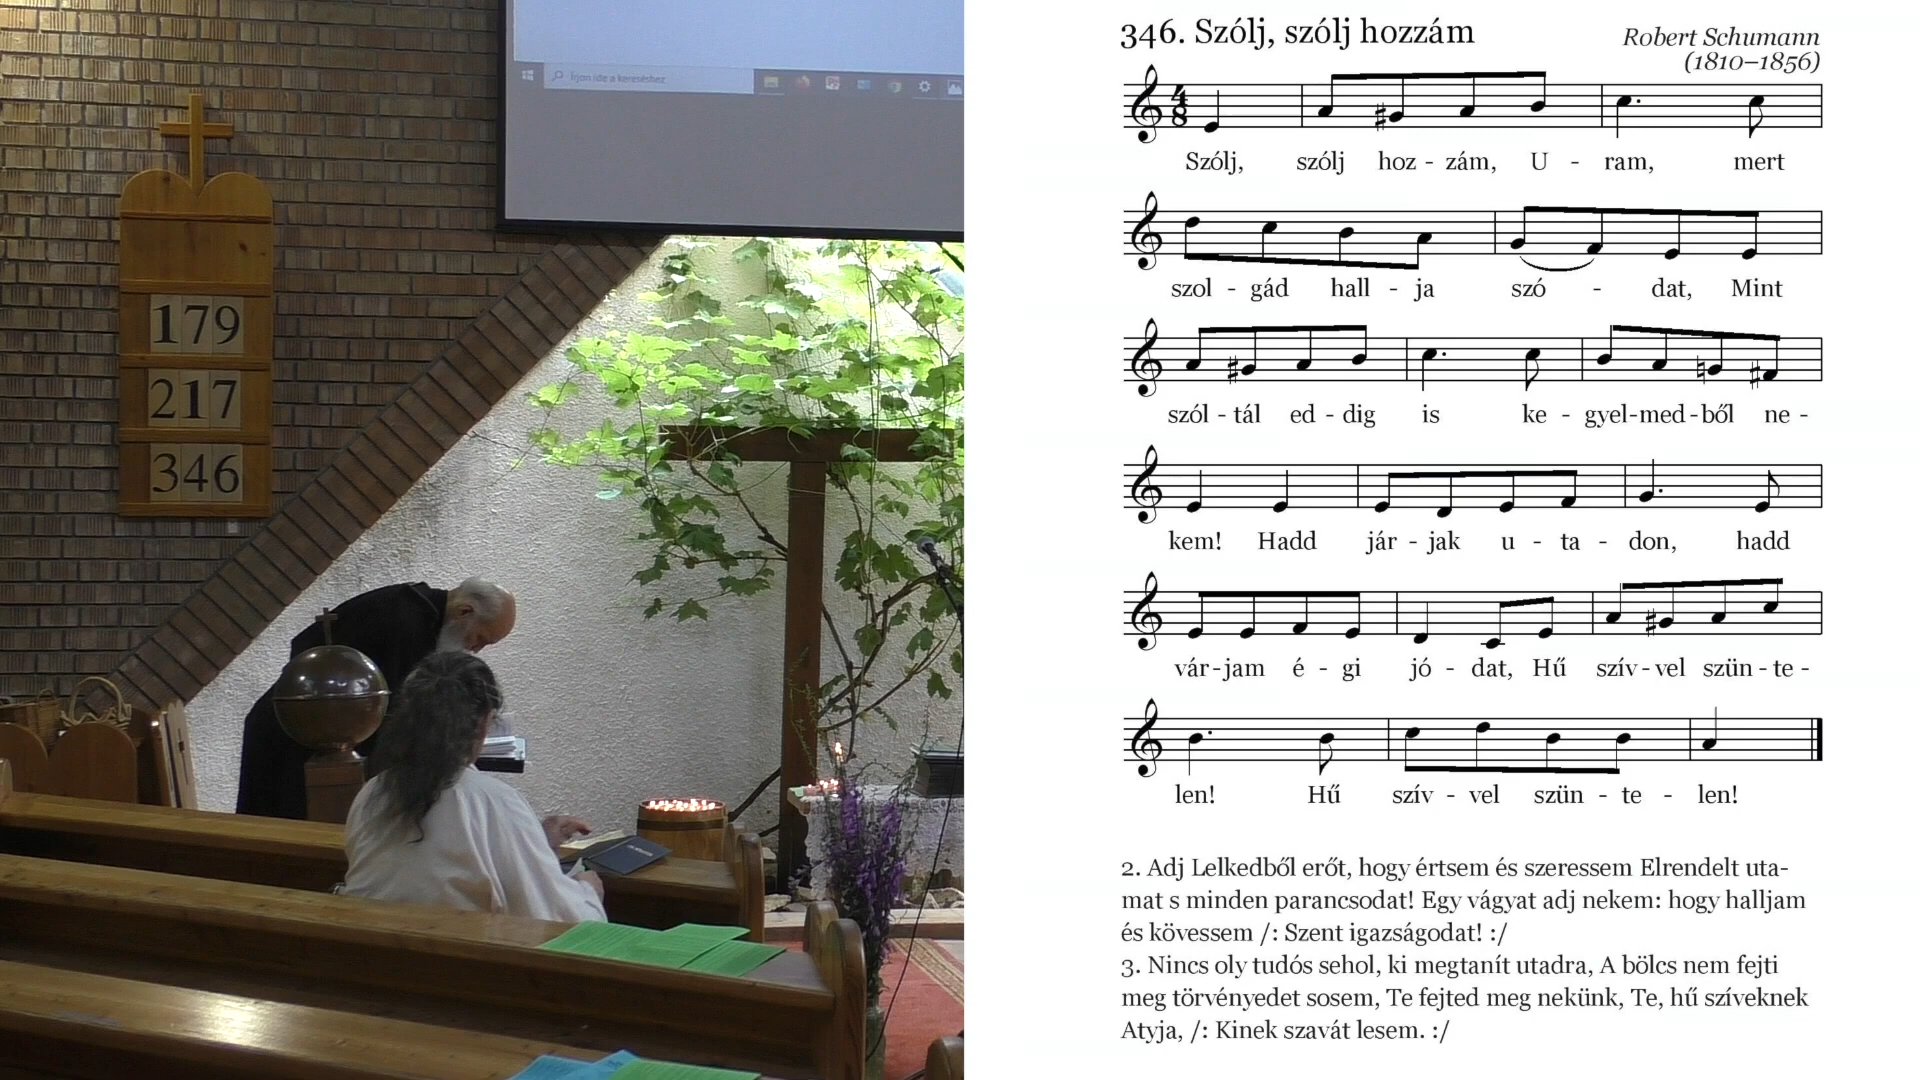 Írjon ide a kereséshez
179
217
346
346. Szólj, szólj hozzám
Robert Schumann
(1810–1856)
4
8
Szólj, szólj hoz - zám, U - ram, mert
szol - gád hall - ja szó - dat, Mint
szól - tál ed - dig is ke - gyel - med - ből ne -
kem! Hadd jár - jak u - ta - don, hadd
vár - jam é - gi jó - dat, Hű szív - vel szün - te -
len! Hű szív - vel szün - te - len!
2. Adj Lelkedből erőt, hogy értsem és szeressem Elrendelt uta-
mat s minden parancsodat! Egy vágyat adj nekem: hogy halljam
és kövessem /: Szent igazságodat! :/
3. Nincs oly tudós sehol, ki megtanít utadra, A bölcs nem fejti
meg törvényedet sosem, Te fejted meg nekünk, Te, hű szíveknek
Atyja, /: Kinek szavát lesem. :/